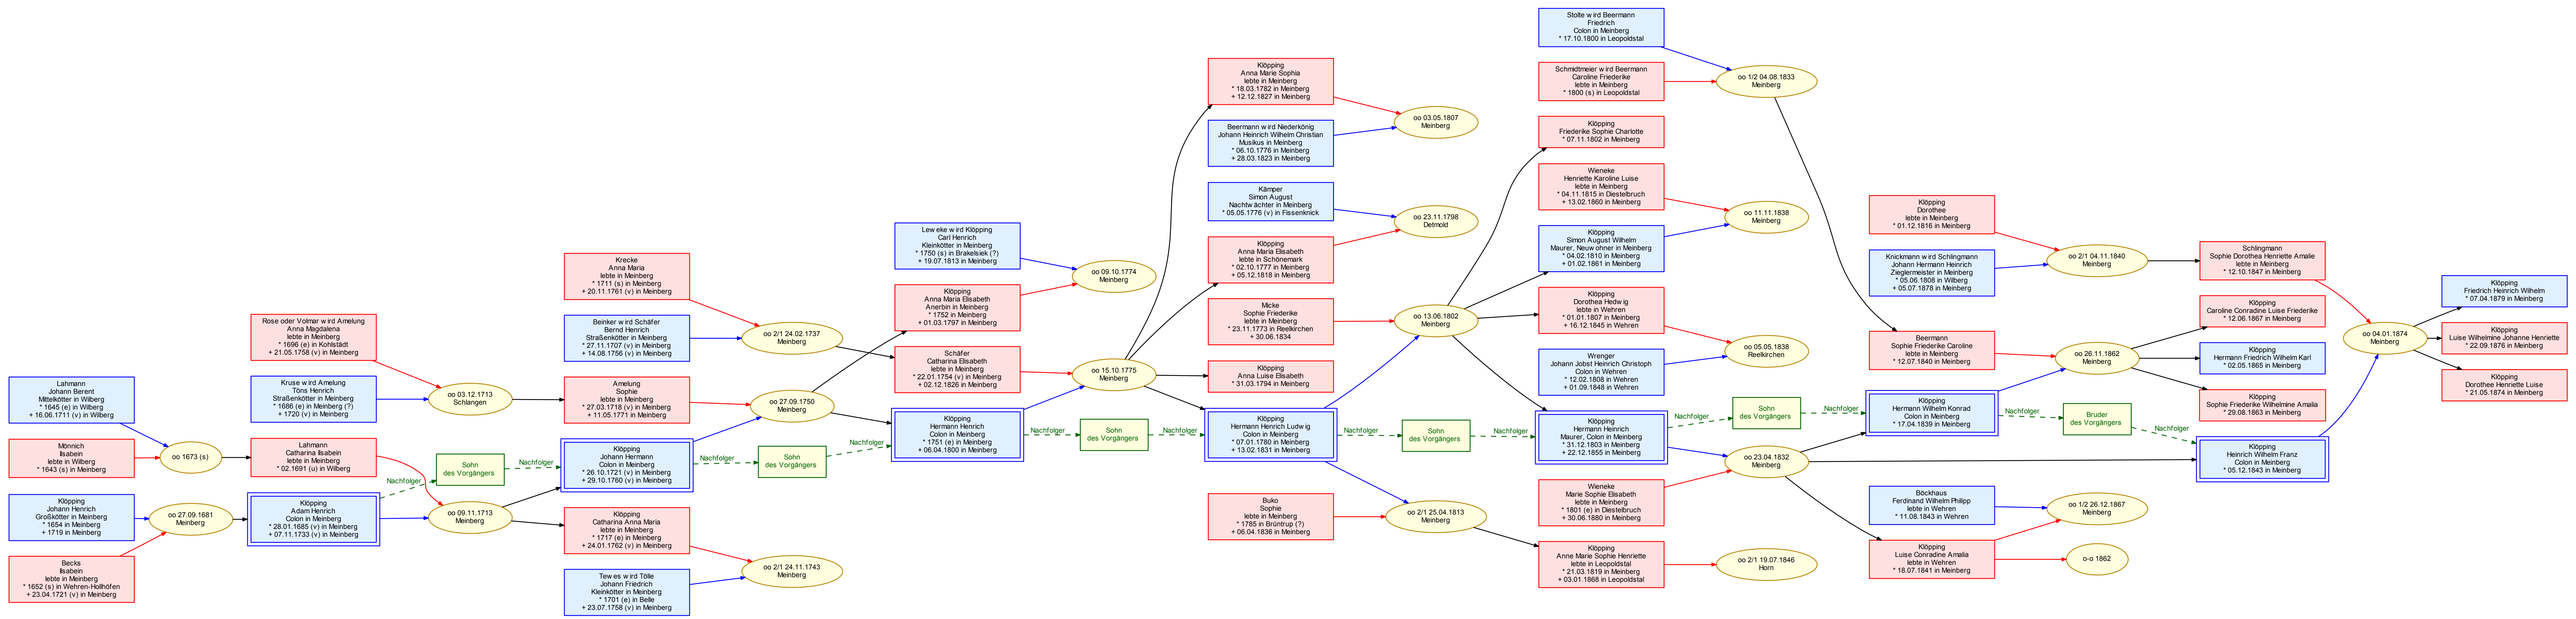 Lahmann
Johann Berent
Mittelkötter in Wilberg
* 1645 (e) in Wilberg
+ 16.06.1711 (v) in Wilberg
Mönnich
Ilsabein
lebte in Wilberg
* 1643 (s) in Meinberg
Klöpping
Johann Henrich
Großkötter in Meinberg
* 1654 in Meinberg
+ 1719 in Meinberg
Becks
Ilsabein
lebte in Meinberg
* 1652 (s) in Wehren-Hollhöfen
+ 23.04.1721 (v) in Meinberg
oo 1673 (s)
oo 27.09.1681
Meinberg
Rose oder Volmar wird Amelung
Anna Magdalena
lebte in Meinberg
* 1696 (e) in Kohlstädt
+ 21.05.1758 (v) in Meinberg
Kruse wird Amelung
Töns Henrich
Straßenkötter in Meinberg
* 1686 (e) in Meinberg (?)
+ 1720 (v) in Meinberg
Lahmann
Catharina Ilsabein
lebte in Meinberg
* 02.1691 (u) in Wilberg
Klöpping
Adam Henrich
Colon in Meinberg
* 28.01.1685 (v) in Meinberg
+ 07.11.1733 (v) in Meinberg
Nachfolger
oo 03.12.1713
Schlangen
Sohn
des Vorgängers
oo 09.11.1713
Meinberg
Nachfolger
Krecke
Anna Maria
lebte in Meinberg
* 1711 (s) in Meinberg
+ 20.11.1761 (v) in Meinberg
Beinker wird Schäfer
Bernd Henrich
Straßenkötter in Meinberg
* 27.11.1707 (v) in Meinberg
+ 14.08.1756 (v) in Meinberg
Amelung
Sophie
lebte in Meinberg
* 27.03.1718 (v) in Meinberg
+ 11.05.1771 in Meinberg
Klöpping
Johann Hermann
Colon in Meinberg
* 26.10.1721 (v) in Meinberg
+ 29.10.1760 (v) in Meinberg
Klöpping
Catharina Anna Maria
lebte in Meinberg
* 1717 (e) in Meinberg
+ 24.01.1762 (v) in Meinberg
Tewes wird Tölle
Johann Friedrich
Kleinkötter in Meinberg
* 1701 (e) in Belle
+ 23.07.1758 (v) in Meinberg
Nachfolger
oo 2/1 24.02.1737
Meinberg
oo 27.09.1750
Meinberg
Sohn
des Vorgängers
oo 2/1 24.11.1743
Meinberg
Nachfolger
Leweke wird Klöpping
Carl Henrich
Kleinkötter in Meinberg
* 1750 (s) in Brakelsiek (?)
+ 19.07.1813 in Meinberg
Klöpping
Anna Maria Elisabeth
Anerbin in Meinberg
* 1752 in Meinberg
+ 01.03.1797 in Meinberg
Schäfer
Catharina Elisabeth
lebte in Meinberg
* 22.01.1754 (v) in Meinberg
+ 02.12.1826 in Meinberg
Klöpping
Hermann Henrich
Colon in Meinberg
* 1751 (e) in Meinberg
+ 06.04.1800 in Meinberg
Nachfolger
oo 09.10.1774
Meinberg
oo 15.10.1775
Meinberg
Sohn
des Vorgängers
Nachfolger
Klöpping
Anna Marie Sophia
lebte in Meinberg
* 18.03.1782 in Meinberg
+ 12.12.1827 in Meinberg
Beermann wird Niederkönig
Johann Heinrich Wilhelm Christian
Musikus in Meinberg
* 06.10.1776 in Meinberg
+ 28.03.1823 in Meinberg
Kämper
Simon August
Nachtwächter in Meinberg
* 05.05.1776 (v) in Fissenknick
Klöpping
Anna Maria Elisabeth
lebte in Schönemark
* 02.10.1777 in Meinberg
+ 05.12.1818 in Meinberg
Micke
Sophie Friederike
lebte in Meinberg
* 23.11.1773 in Reelkirchen
+ 30.06.1834
Klöpping
Anna Luise Elisabeth
* 31.03.1794 in Meinberg
Klöpping
Hermann Henrich Ludwig
Colon in Meinberg
* 07.01.1780 in Meinberg
+ 13.02.1831 in Meinberg
Buko
Sophie
lebte in Meinberg
* 1785 in Brüntrup (?)
+ 06.04.1836 in Meinberg
Nachfolger
oo 03.05.1807
Meinberg
oo 23.11.1798
Detmold
oo 13.06.1802
Meinberg
Sohn
des Vorgängers
oo 2/1 25.04.1813
Meinberg
Nachfolger
Stolte wird Beermann
Friedrich
Colon in Meinberg
* 17.10.1800 in Leopoldstal
Schmidtmeier wird Beermann
Caroline Friederike
lebte in Meinberg
* 1800 (s) in Leopoldstal
Klöpping
Friederike Sophie Charlotte
* 07.11.1802 in Meinberg
Wieneke
Henriette Karoline Luise
lebte in Meinberg
* 04.11.1815 in Diestelbruch
+ 13.02.1860 in Meinberg
Klöpping
Simon August Wilhelm
Maurer, Neuwohner in Meinberg
* 04.02.1810 in Meinberg
+ 01.02.1861 in Meinberg
Klöpping
Dorothea Hedwig
lebte in Wehren
* 01.01.1807 in Meinberg
+ 16.12.1845 in Wehren
Wrenger
Johann Jobst Heinrich Christoph
Colon in Wehren
* 12.02.1808 in Wehren
+ 01.09.1848 in Wehren
Klöpping
Hermann Heinrich
Maurer, Colon in Meinberg
* 31.12.1803 in Meinberg
+ 22.12.1855 in Meinberg
Wieneke
Marie Sophie Elisabeth
lebte in Meinberg
* 1801 (e) in Diestelbruch
+ 30.06.1880 in Meinberg
Klöpping
Anne Marie Sophie Henriette
lebte in Leopoldstal
* 21.03.1819 in Meinberg
+ 03.01.1868 in Leopoldstal
Nachfolger
oo 1/2 04.08.1833
Meinberg
oo 11.11.1838
Meinberg
oo 05.05.1838
Reelkirchen
Sohn
des Vorgängers
oo 23.04.1832
Meinberg
oo 2/1 19.07.1846
Horn
Nachfolger
Klöpping
Dorothee
lebte in Meinberg
* 01.12.1816 in Meinberg
Knickmann wird Schlingmann
Johann Hermann Heinrich
Zieglermeister in Meinberg
* 05.06.1808 in Wilberg
+ 05.07.1878 in Meinberg
Beermann
Sophie Friederike Caroline
lebte in Meinberg
* 12.07.1840 in Meinberg
Klöpping
Hermann Wilhelm Konrad
Colon in Meinberg
* 17.04.1839 in Meinberg
Böckhaus
Ferdinand Wilhelm Philipp
lebte in Wehren
* 11.08.1843 in Wehren
Klöpping
Luise Conradine Amalia
lebte in Wehren
* 18.07.1841 in Meinberg
Nachfolger
oo 2/1 04.11.1840
Meinberg
oo 26.11.1862
Meinberg
Bruder
des Vorgängers
oo 1/2 26.12.1867
Meinberg
o-o 1862
Nachfolger
Schlingmann
Sophie Dorothea Henriette Amalie
lebte in Meinberg
* 12.10.1847 in Meinberg
Klöpping
Caroline Conradine Luise Friederike
* 12.06.1867 in Meinberg
Klöpping
Hermann Friedrich Wilhelm Karl
* 02.05.1865 in Meinberg
Klöpping
Sophie Friederike Wilhelmine Amalia
* 29.08.1863 in Meinberg
Klöpping
Heinrich Wilhelm Franz
Colon in Meinberg
* 05.12.1843 in Meinberg
oo 04.01.1874
Meinberg
Klöpping
Friedrich Heinrich Wilhelm
* 07.04.1879 in Meinberg
Klöpping
Luise Wilhelmine Johanne Henriette
* 22.09.1876 in Meinberg
Klöpping
Dorothee Henriette Luise
* 21.05.1874 in Meinberg